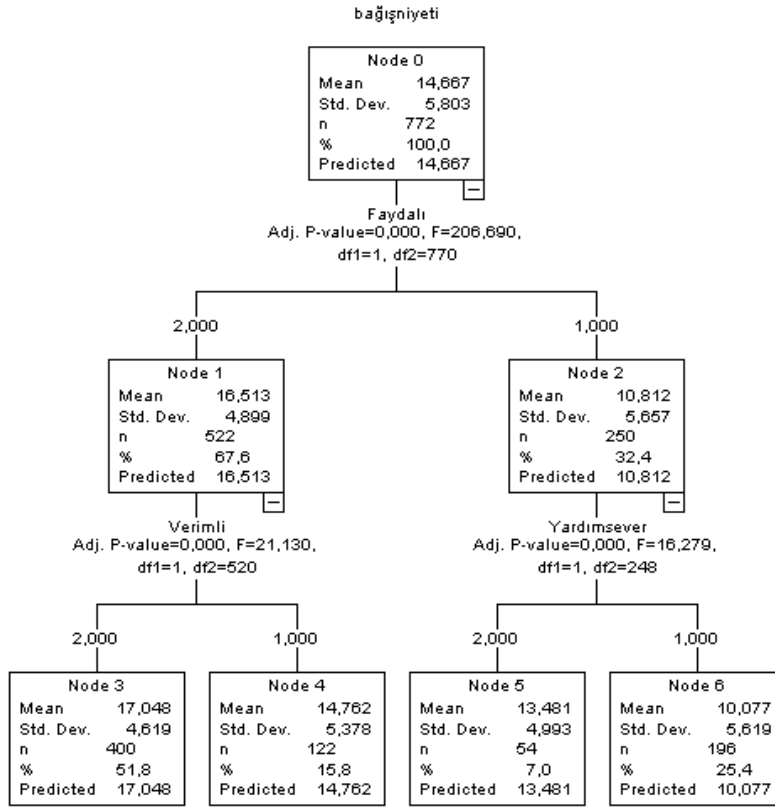 bağışniyeti
Node 0
Mean 14,667
Std. Dev. 5,803
n 772
% 100,0
Predicted 14,667
Faydalı
Adj. P-value=0,000, F=206,690,
df1=1, df2=770
2,000
1,000
Node 1
Mean 16,513
Std. Dev. 4,899
n 522
% 67,6
Predicted 16,513
Node 2
Mean 10,812
Std. Dev. 5,657
n 250
% 32,4
Predicted 10,812
Verimli
Adj. P-value=0,000, F=21,130,
df1=1, df2=520
Yardımsever
Adj. P-value=0,000, F=16,279,
df1=1, df2=248
2,000
1,000
2,000
1,000
Node 3
Mean 17,048
Std. Dev. 4,619
n 400
% 51,8
Predicted 17,048
Node 4
Mean 14,762
Std. Dev. 5,378
n 122
% 15,8
Predicted 14,762
Node 5
Mean 13,481
Std. Dev. 4,993
n 54
% 7,0
Predicted 13,481
Node 6
Mean 10,077
Std. Dev. 5,619
n 196
% 25,4
Predicted 10,077